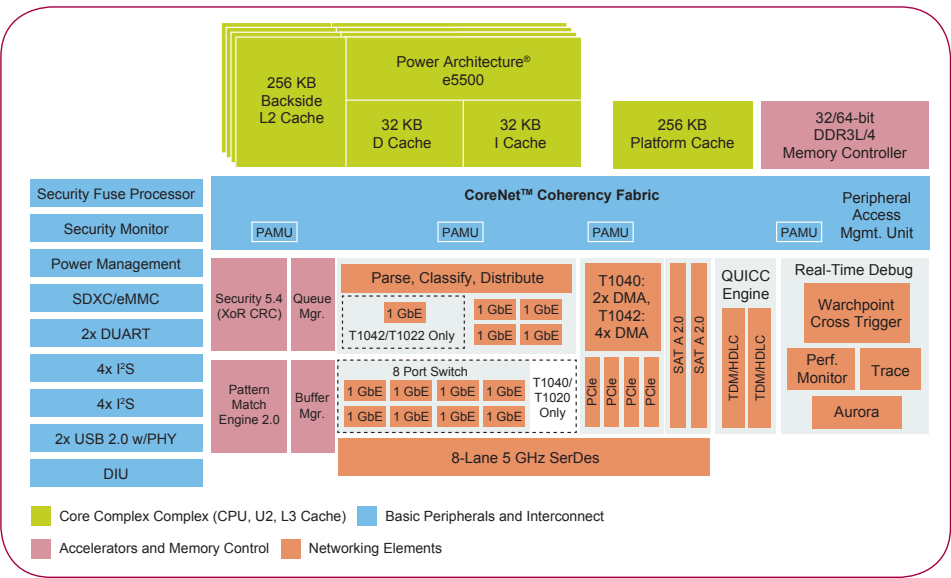 256 KB
Backside
L2 Cache
Power Architecture®
e5500
32 KB
D Cache
32 KB
I Cache
256 KB
Platform Cache
32/64-bit
DDR3L/4
Memory Controller
Security Fuse Processor
Security Monitor
Power Management
SDXC/eMMC
2x DUART
4x I²S
4x I²S
2x USB 2.0 w/PHY
DIU
CoreNet™ Coherency Fabric
Peripheral
Access
Mgmt. Unit
PAMU
PAMU
PAMU
PAMU
Security 5.4
(XoR CRC)
Queue
Mgr.
Pattern
Match
Engine 2.0
Buffer
Mgr.
Parse, Classify, Distribute
1 GbE
T1042/T1022 Only
1 GbE 1 GbE
1 GbE 1 GbE
8 Port Switch
1 GbE 1 GbE 1 GbE 1 GbE
1 GbE 1 GbE 1 GbE 1 GbE
T1040/
T1020
Only
T1040:
2x DMA,
T1042:
4x DMA
PCIe
PCIe
PCIe
PCIe
SAT A 2.0
SAT A 2.0
QUICC
Engine
TDM/HDLC
TDM/HDLC
Real-Time Debug
Warchpoint
Cross Trigger
Perf.
Monitor
Trace
Aurora
8-Lane 5 GHz SerDes
Core Complex Complex (CPU, U2, L3 Cache)
Basic Peripherals and Interconnect
Accelerators and Memory Control
Networking Elements